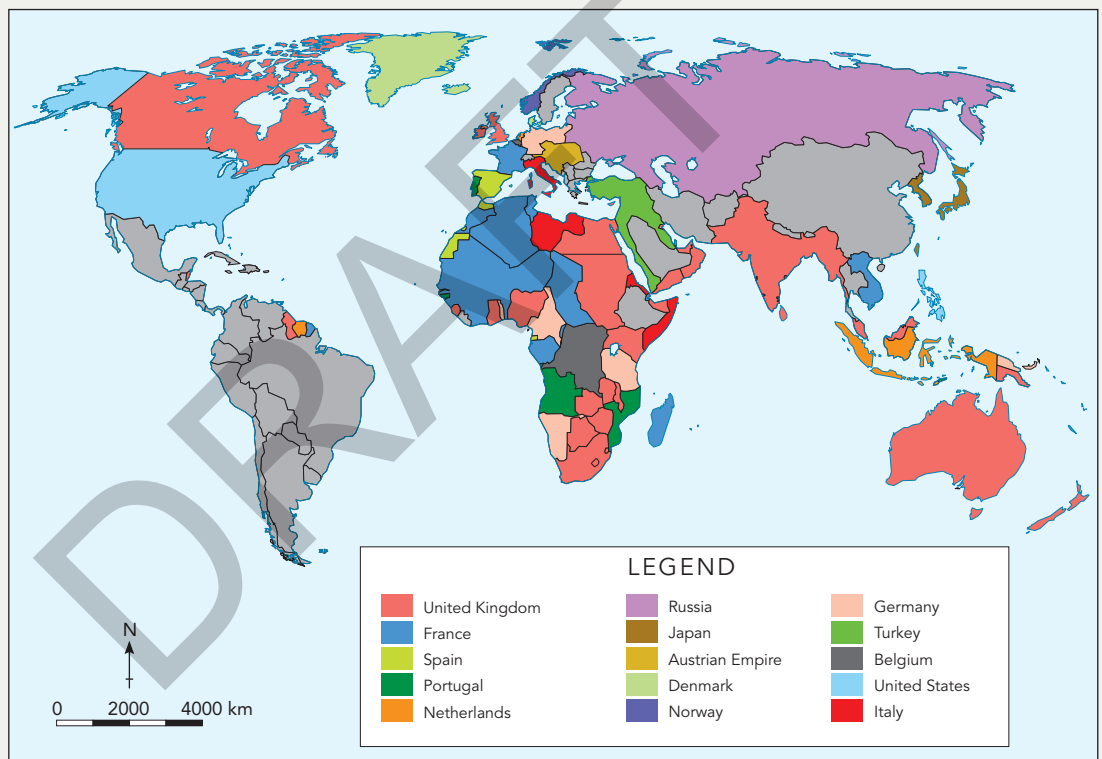 DRAFT
LEGEND
United Kingdom
France
Spain
Portugal
Netherlands
Russia
Japan
Austrian Empire
Denmark
Norway
Germany
Turkey
Belgium
United States
Italy
N
0 2000 4000 km